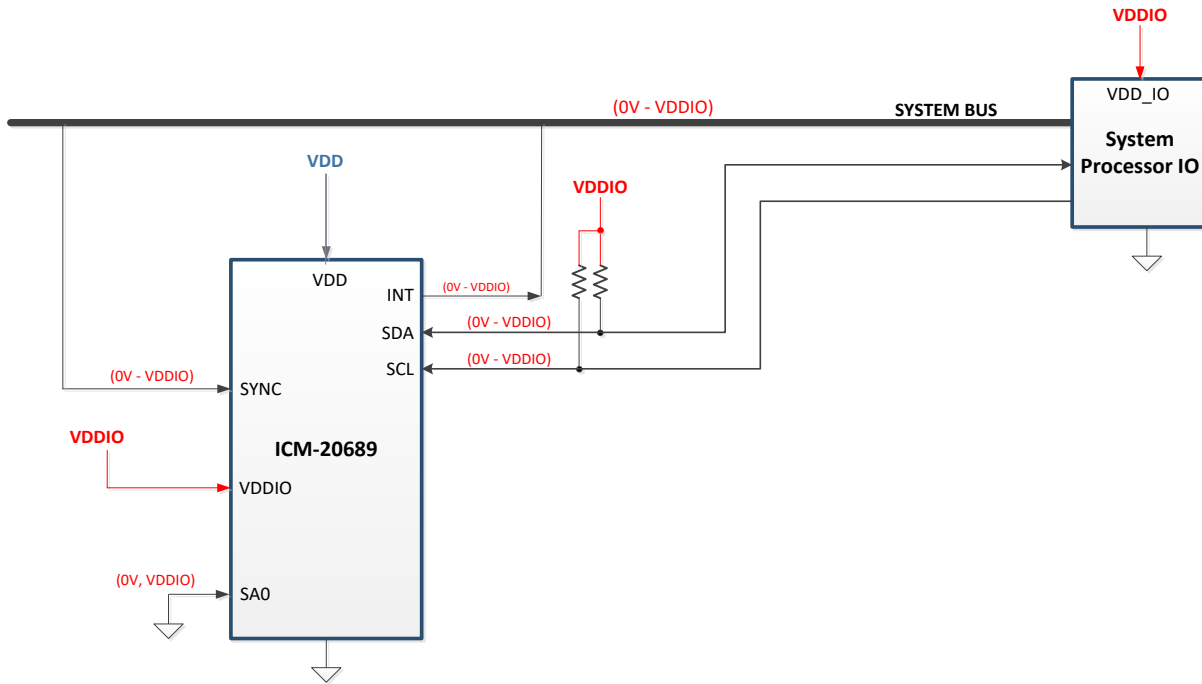 VDDIO
VDD_IO
(0V - VDDIO)
SYSTEM BUS
System
Processor IO
VDD
VDDIO
VDD
INT
(0V - VDDIO)
SDA
(0V - VDDIO)
SCL
(0V - VDDIO)
(0V - VDDIO)
SYNC
VDDIO
ICM-20689
VDDIO
(0V, VDDIO)
SA0